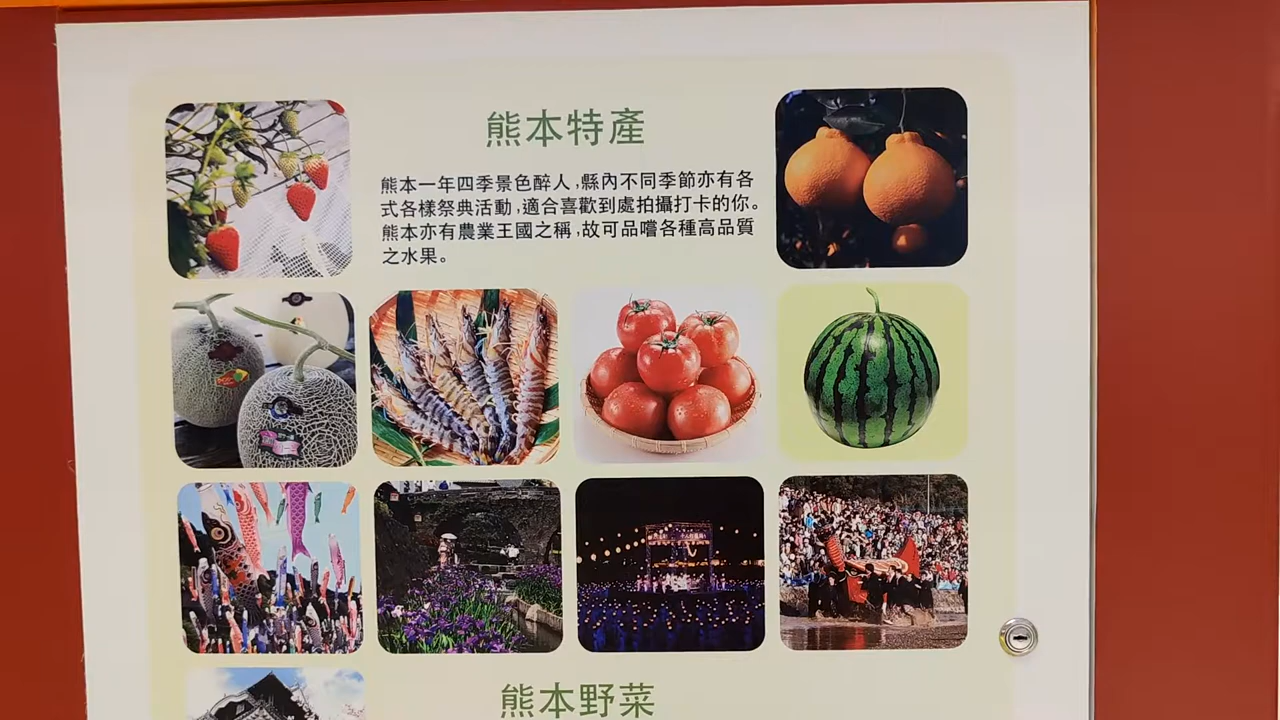 熊本特產
熊本一年四季景色醉人,縣內不同季節亦有各
式各樣祭典活動,適合喜歡到處拍攝打卡的你。
熊本亦有農業王國之稱,故可品嚐各種高品質
之水果。
熊本野菜